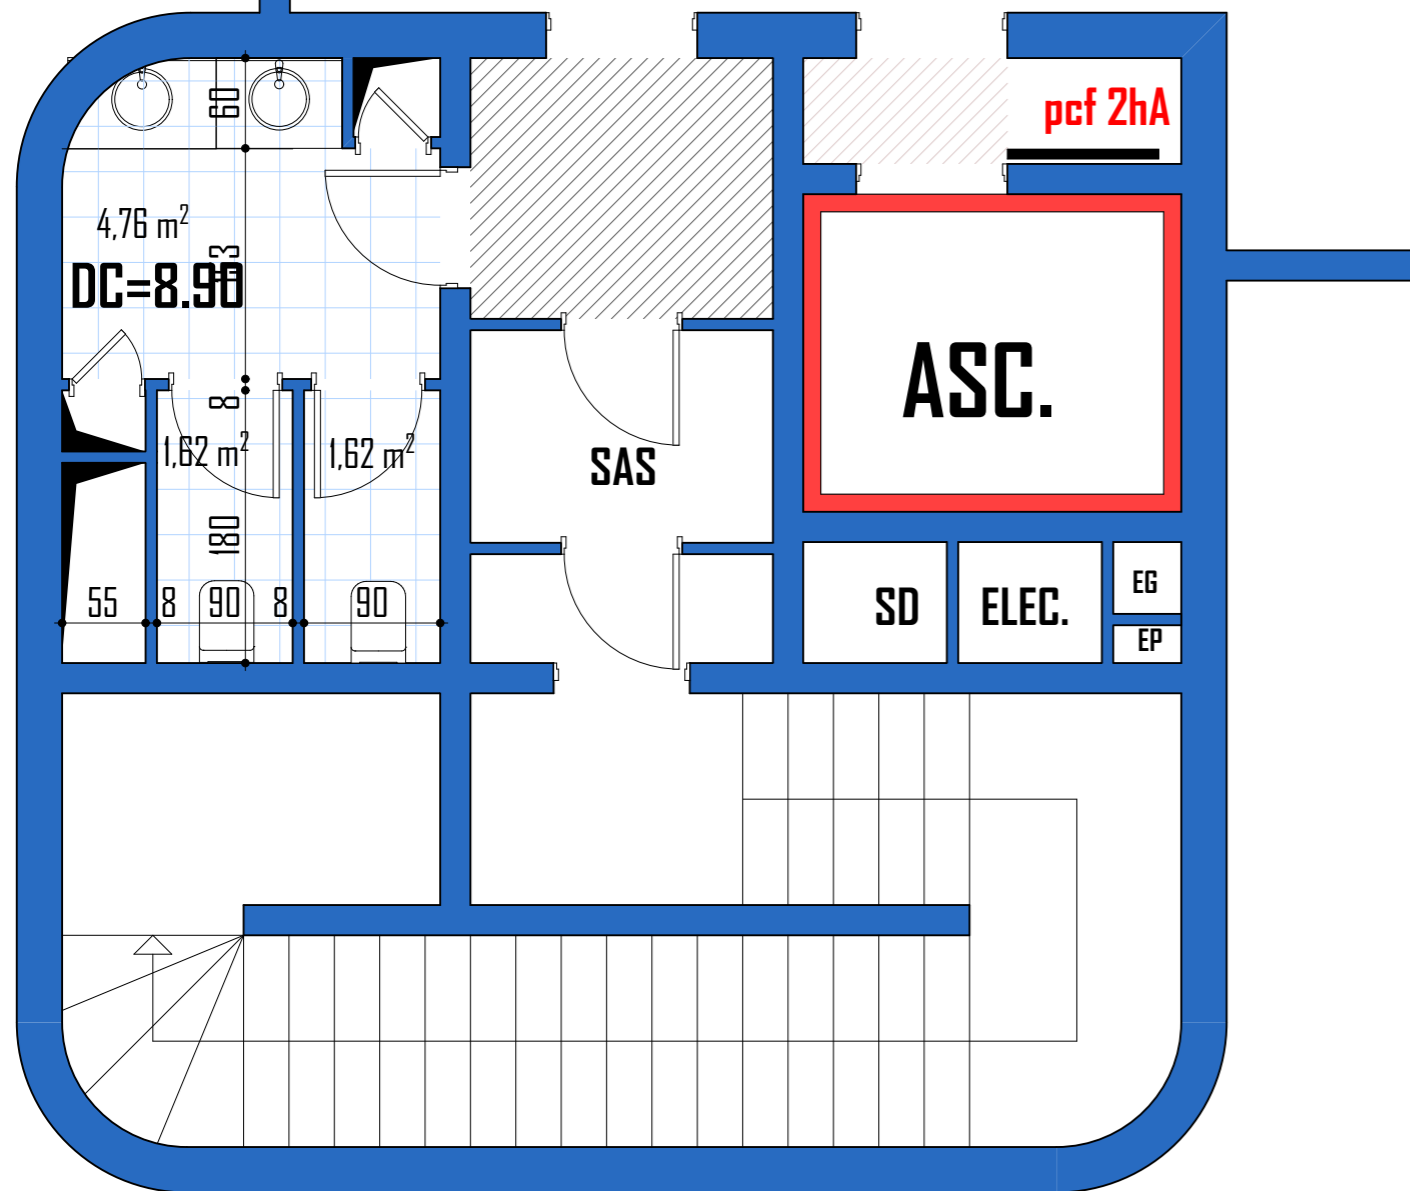 60
pcf 2hA
4,76 m²
DC=8.90
ASC.
8
1,62 m²
1,62 m²
SAS
180
55
8
90
8
90
SD
ELEC.
EG
EP